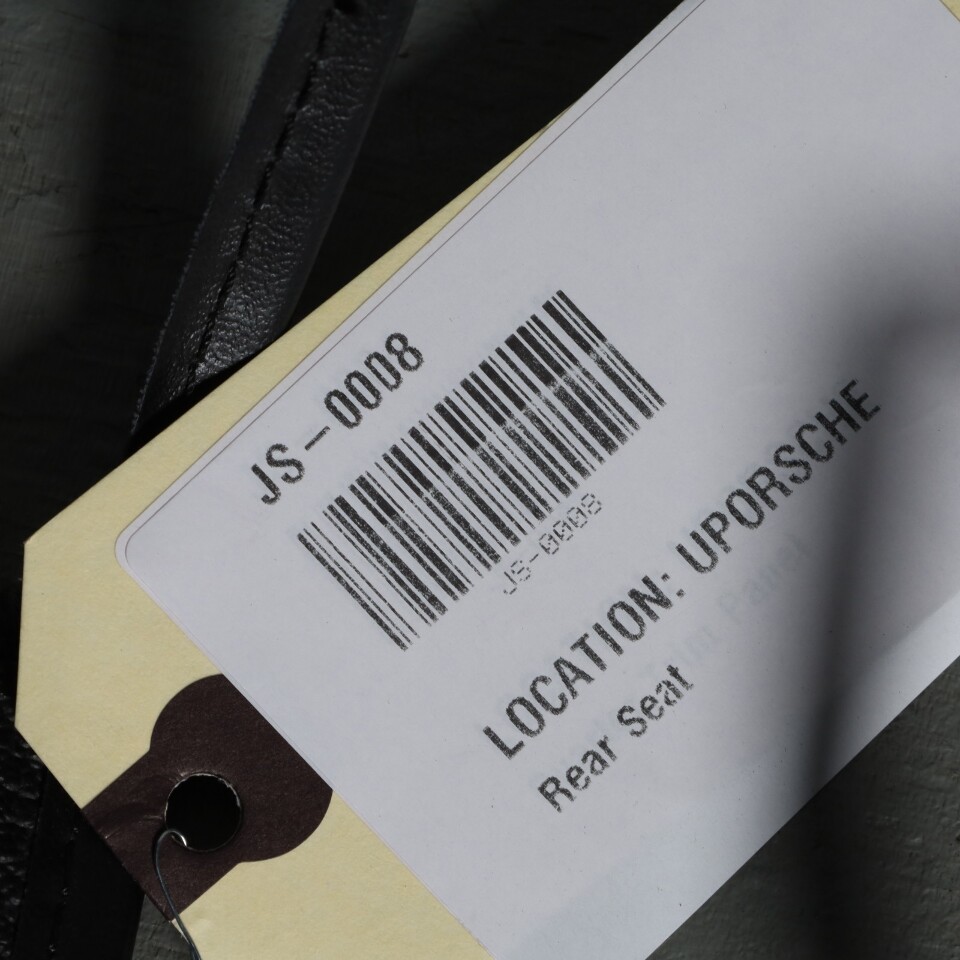 JS-0008
JS-0008
LOCATION: UPORSCHE
Rear Seat